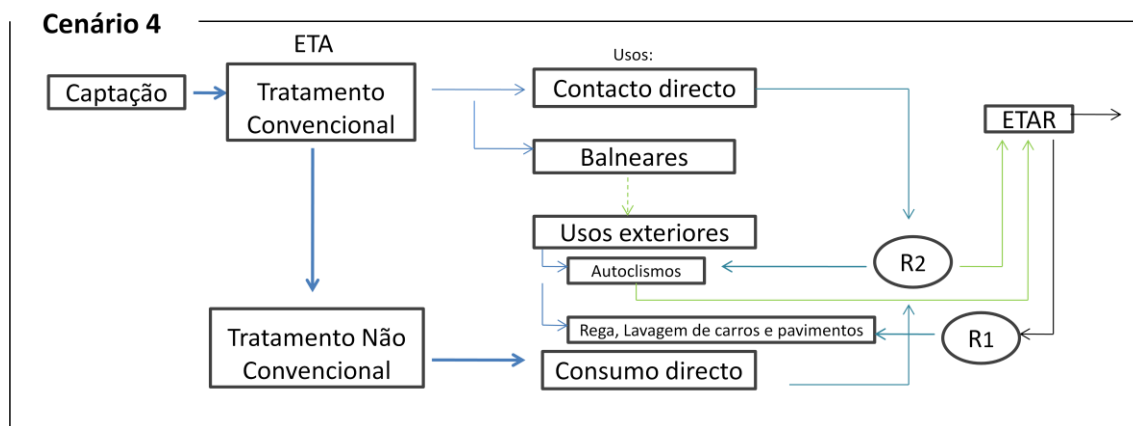 Cenário 4
ETA
Usos:
Captação
Tratamento
Convencional
Contacto directo
ETAR
Balneares
Usos exteriores
R2
Autoclismos
Rega, Lavagem de carros e pavimentos
R1
Tratamento Não
Convencional
Consumo directo